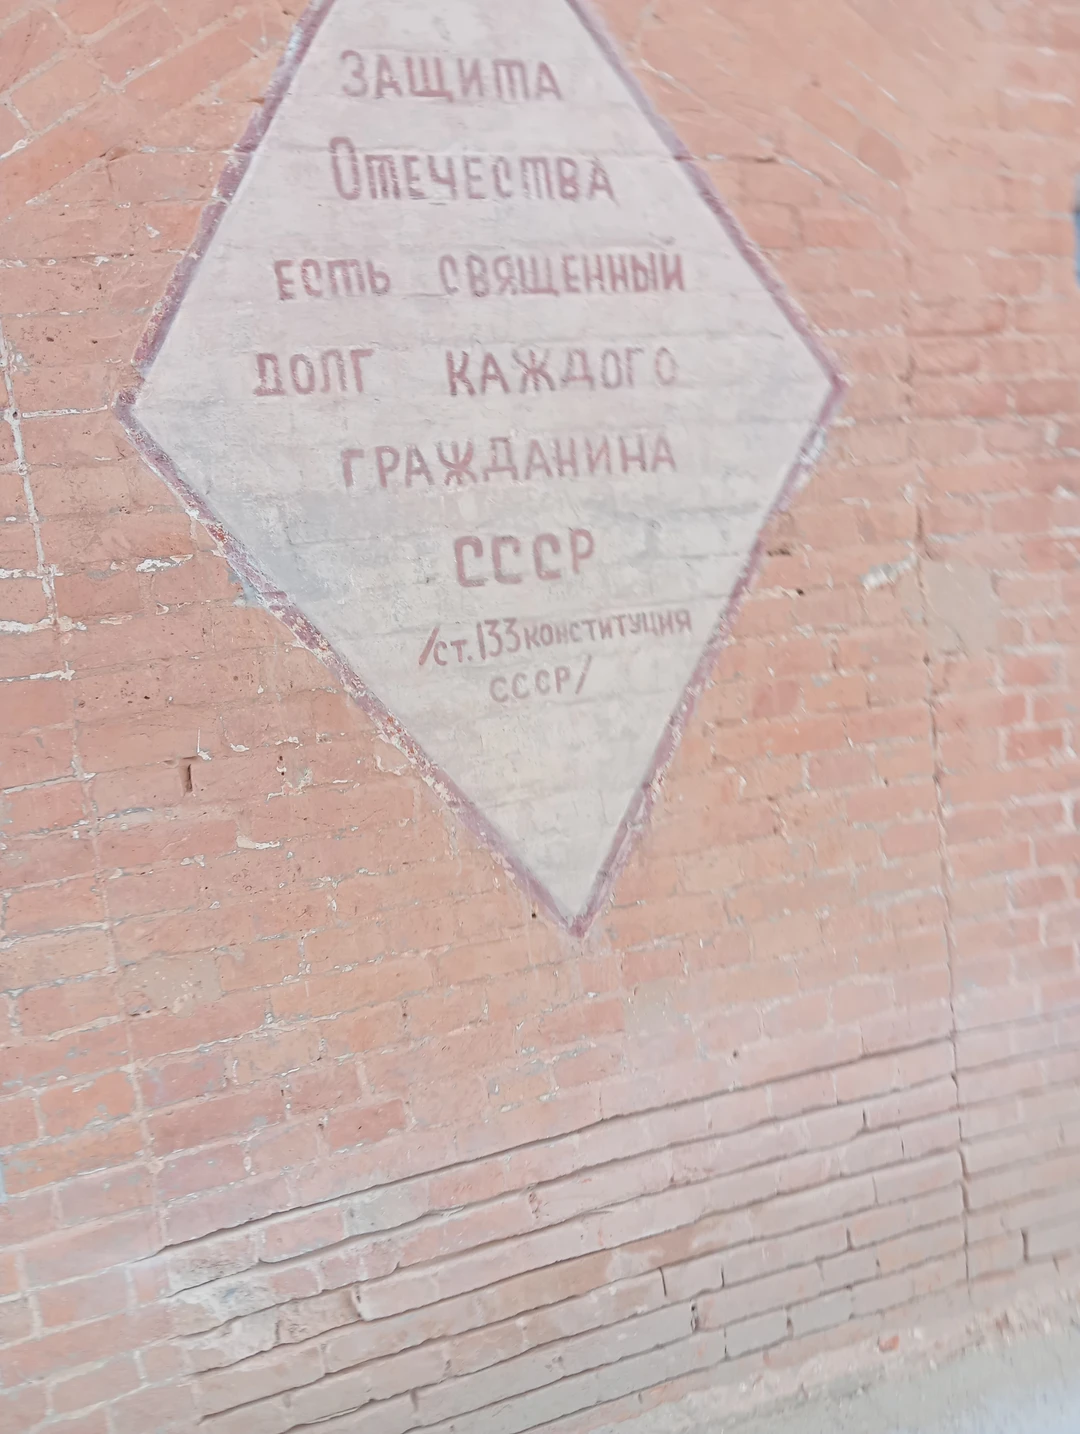 ЗАЩИТА
ОТЕЧЕСТВА
ЕСТЬ СВЯЩЕННЫЙ
ДОЛГ КАЖДОГО
ГРАЖДАНИНА
СССР
/СТ. 133 КОНСТИТУЦИЯ
СССР/